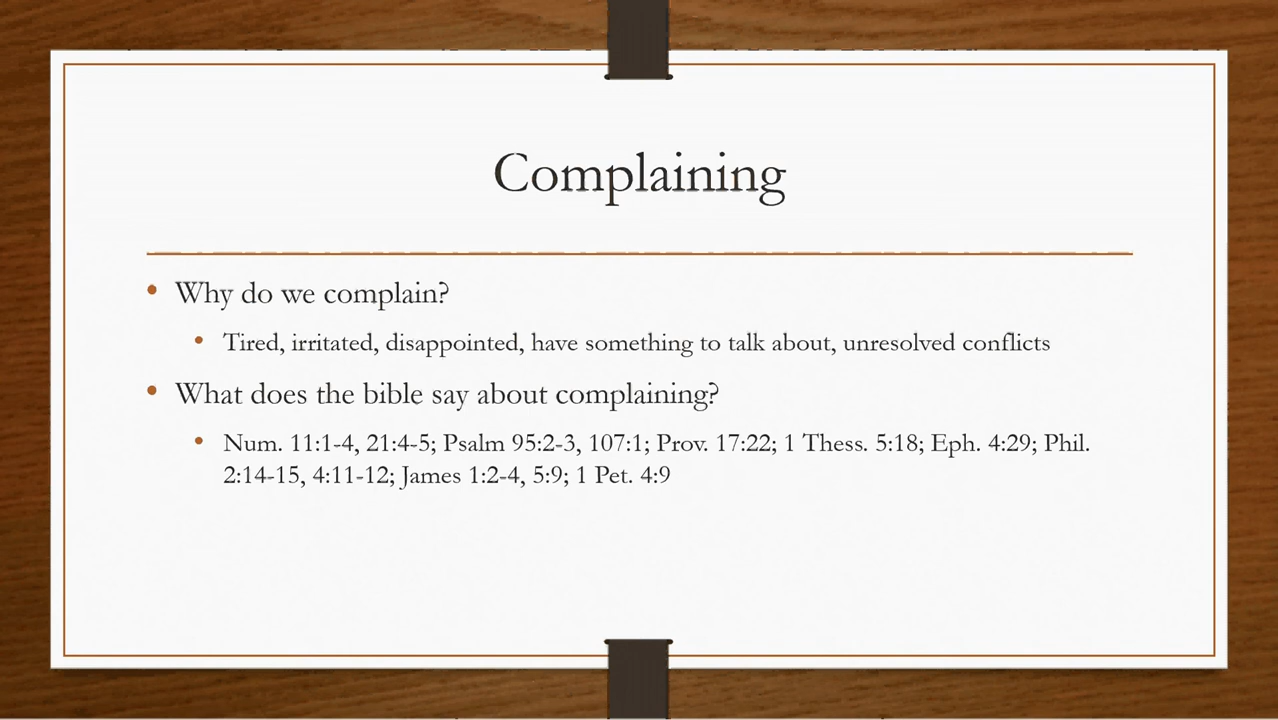 Complaining
• Why do we complain?
• Tired, irritated, disappointed, have something to talk about, unresolved conflicts
• What does the bible say about complaining?
• Num. 11:1-4, 21:4-5; Psalm 95:2-3, 107:1; Prov. 17:22; 1 Thess. 5:18; Eph. 4:29; Phil.
2:14-15, 4:11-12; James 1:2-4, 5:9; 1 Pet. 4:9